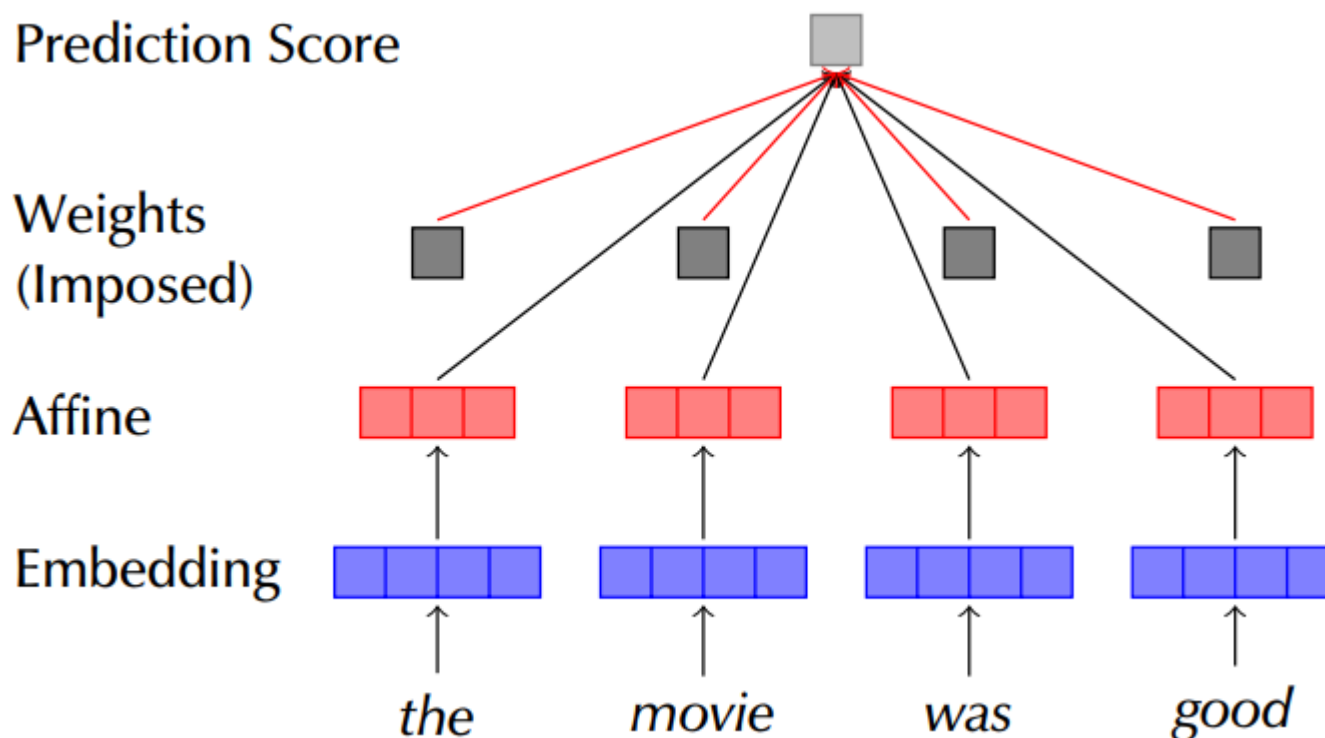 Prediction Score
Weights
(Imposed)
Affine
Embedding
the movie was good